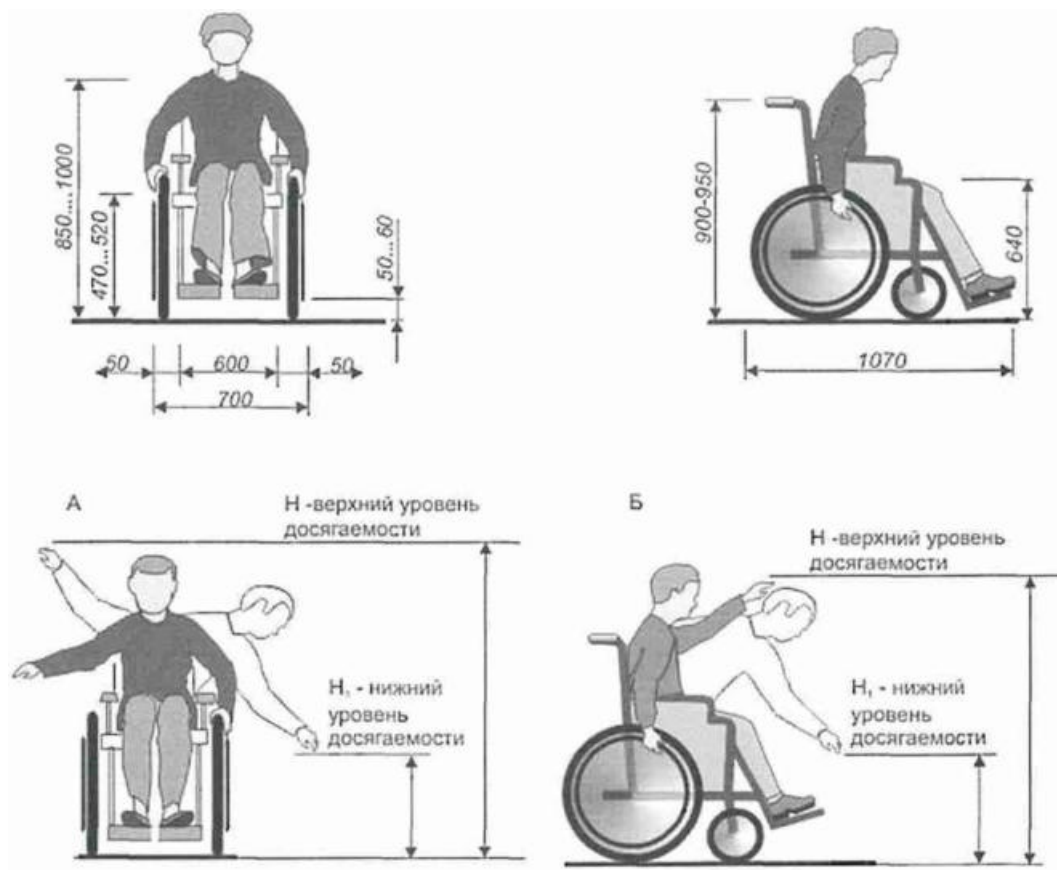 850....1000
470...520
50...60
50
600
50
700
900-950
640
1070
А
Н -верхний уровень
досягаемости
Н₁ - нижний
уровень
досягаемости
Б
Н -верхний уровень
досягаемости
Н₁ - нижний
уровень
досягаемости